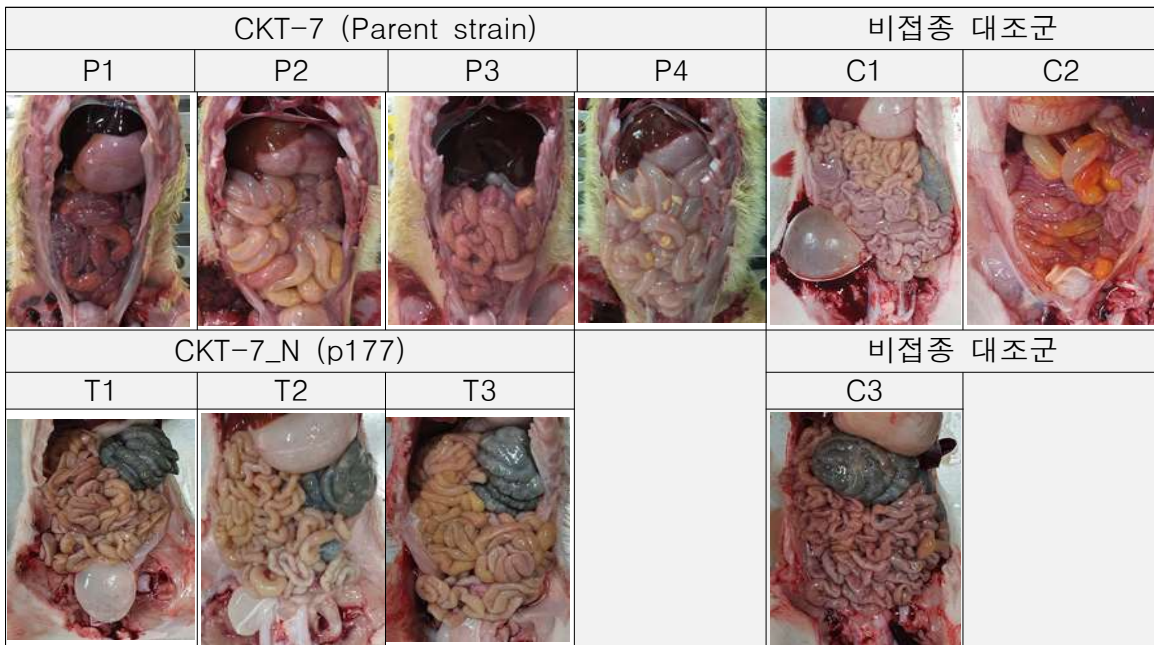 CKT-7 (Parent strain)
비접종 대조군
P1
P2
P3
P4
C1
C2
CKT-7_N (p177)
비접종 대조군
T1
T2
T3
C3